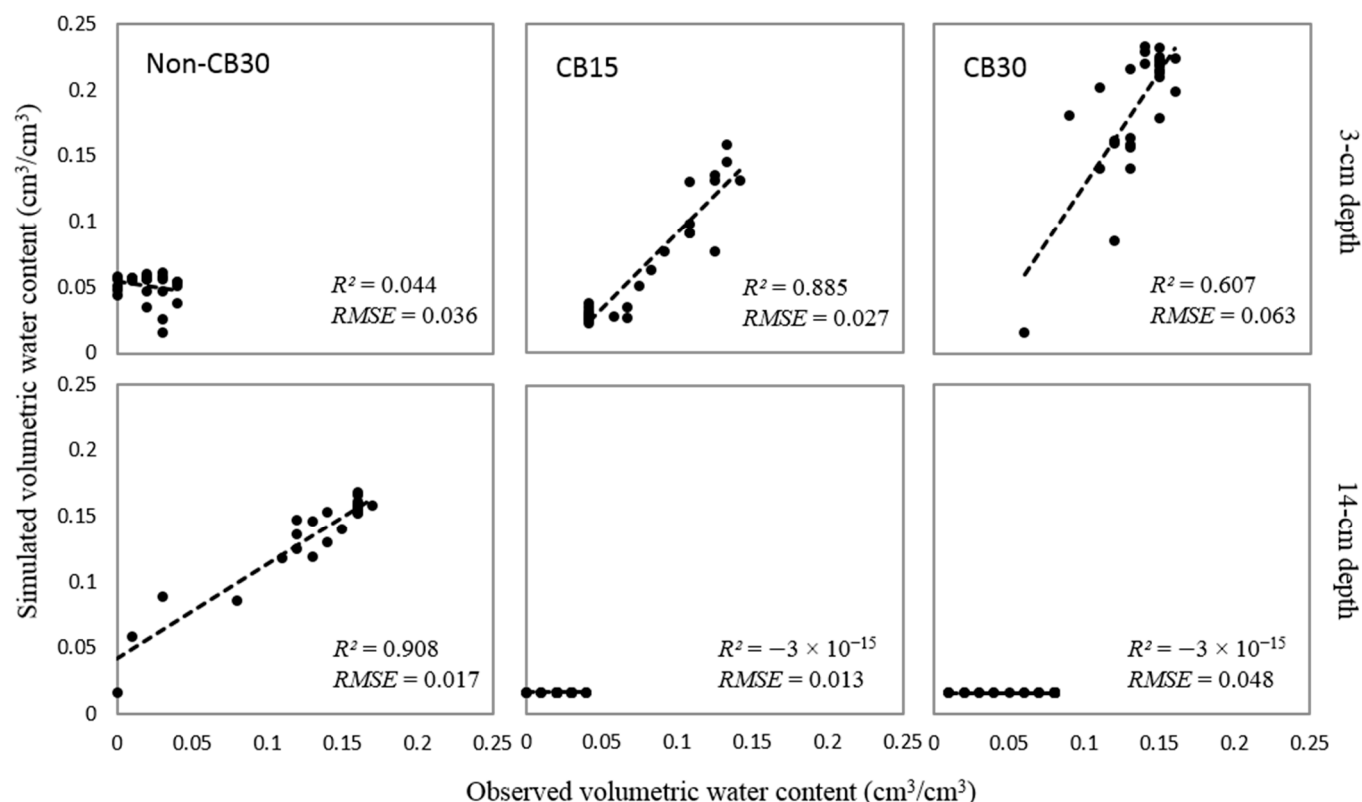 0.25
0.2
0.15
0.1
0.05
0
Non-CB30
R² = 0.044
RMSE = 0.036
CB15
R² = 0.885
RMSE = 0.027
CB30
R² = 0.607
RMSE = 0.063
3-cm depth
Simulated volumetric water content (cm³/cm³)
0.25
0.2
0.15
0.1
0.05
0
R² = 0.908
RMSE = 0.017
R² = −3 × 10⁻¹⁵
RMSE = 0.013
R² = −3 × 10⁻¹⁵
RMSE = 0.048
14-cm depth
0 0.05 0.1 0.15 0.2 0.25
0 0.05 0.1 0.15 0.2 0.25
0 0.05 0.1 0.15 0.2 0.25
Observed volumetric water content (cm³/cm³)